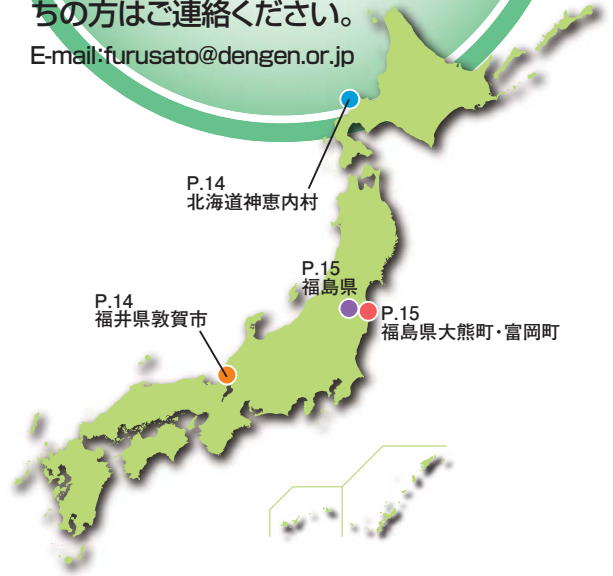 ちの方はご連絡ください。
E-mail:furusato@dengen.or.jp
P.14
北海道神恵内村
P.15
福島県
P.14
福井県敦賀市
P.15
福島県大熊町・富岡町